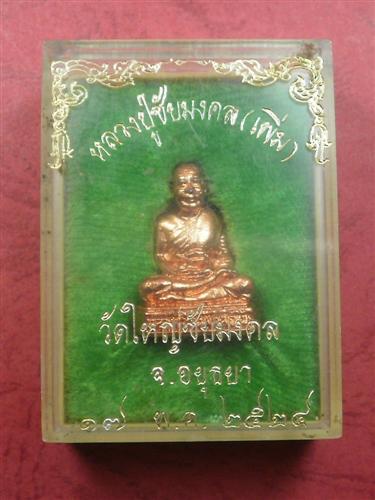 หลวงปู่ชัยมงคล(เพิ่ม)
วัดใหญ่ชัยมงคล
จ.อยุธยา
๑๗ พ.ค. ๒๕๒๔